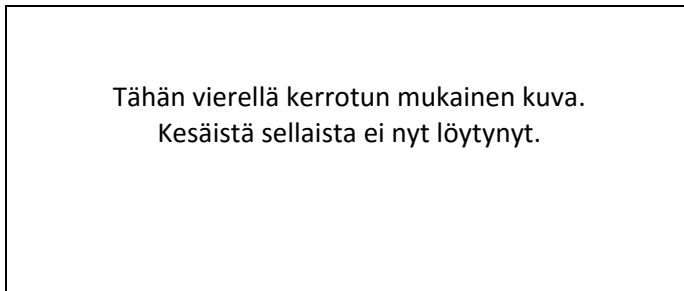 Tähän vierellä kerrotun mukainen kuva.
Kesäistä sellaista ei nyt löytynyt.